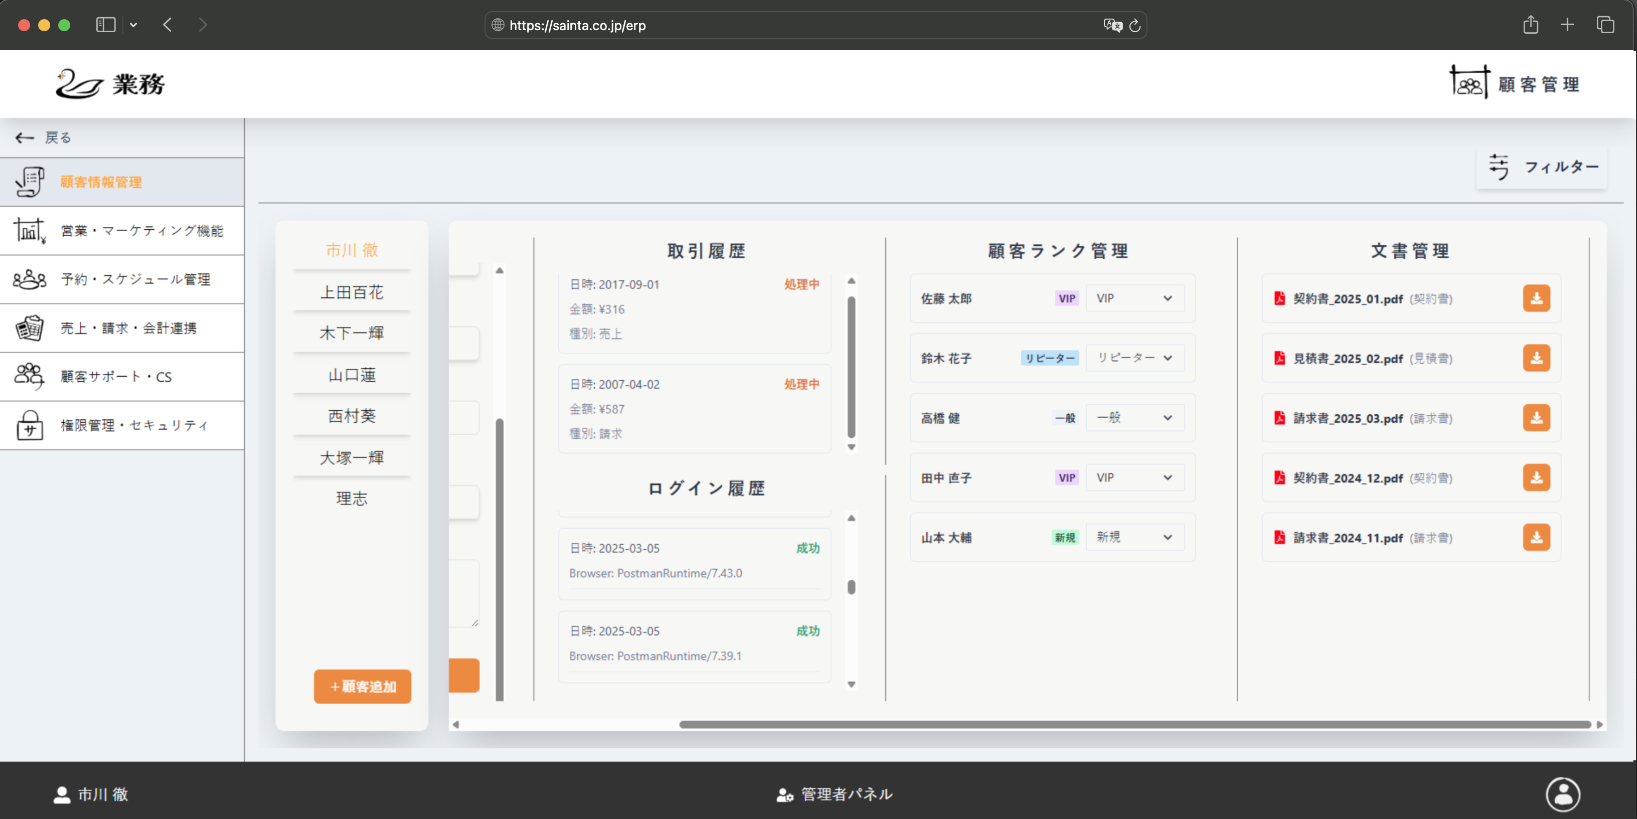 https://sainta.co.jp/erp
業務
顧客管理
戻る
顧客情報管理
営業・マーケティング機能
予約・スケジュール管理
売上・請求・会計連携
顧客サポート・CS
権限管理・セキュリティ
フィルター
市川 徹
上田百花
木下一輝
山口蓮
西村葵
大塚一輝
理志
+顧客追加
取引履歴
日時: 2017-09-01 処理中
金額: ¥316
種別: 売上
日時: 2007-04-02 処理中
金額: ¥587
種別: 請求
ログイン履歴
日時: 2025-03-05 成功
Browser: PostmanRuntime/7.43.0
日時: 2025-03-05 成功
Browser: PostmanRuntime/7.39.1
顧客ランク管理
佐藤 太郎 VIP VIP
鈴木 花子 リピーター リピーター
高橋 健 一般 一般
田中 直子 VIP VIP
山本 大輔 新規 新規
文書管理
契約書_2025_01.pdf (契約書)
見積書_2025_02.pdf (見積書)
請求書_2025_03.pdf (請求書)
契約書_2024_12.pdf (契約書)
請求書_2024_11.pdf (請求書)
市川 徹
管理者パネル